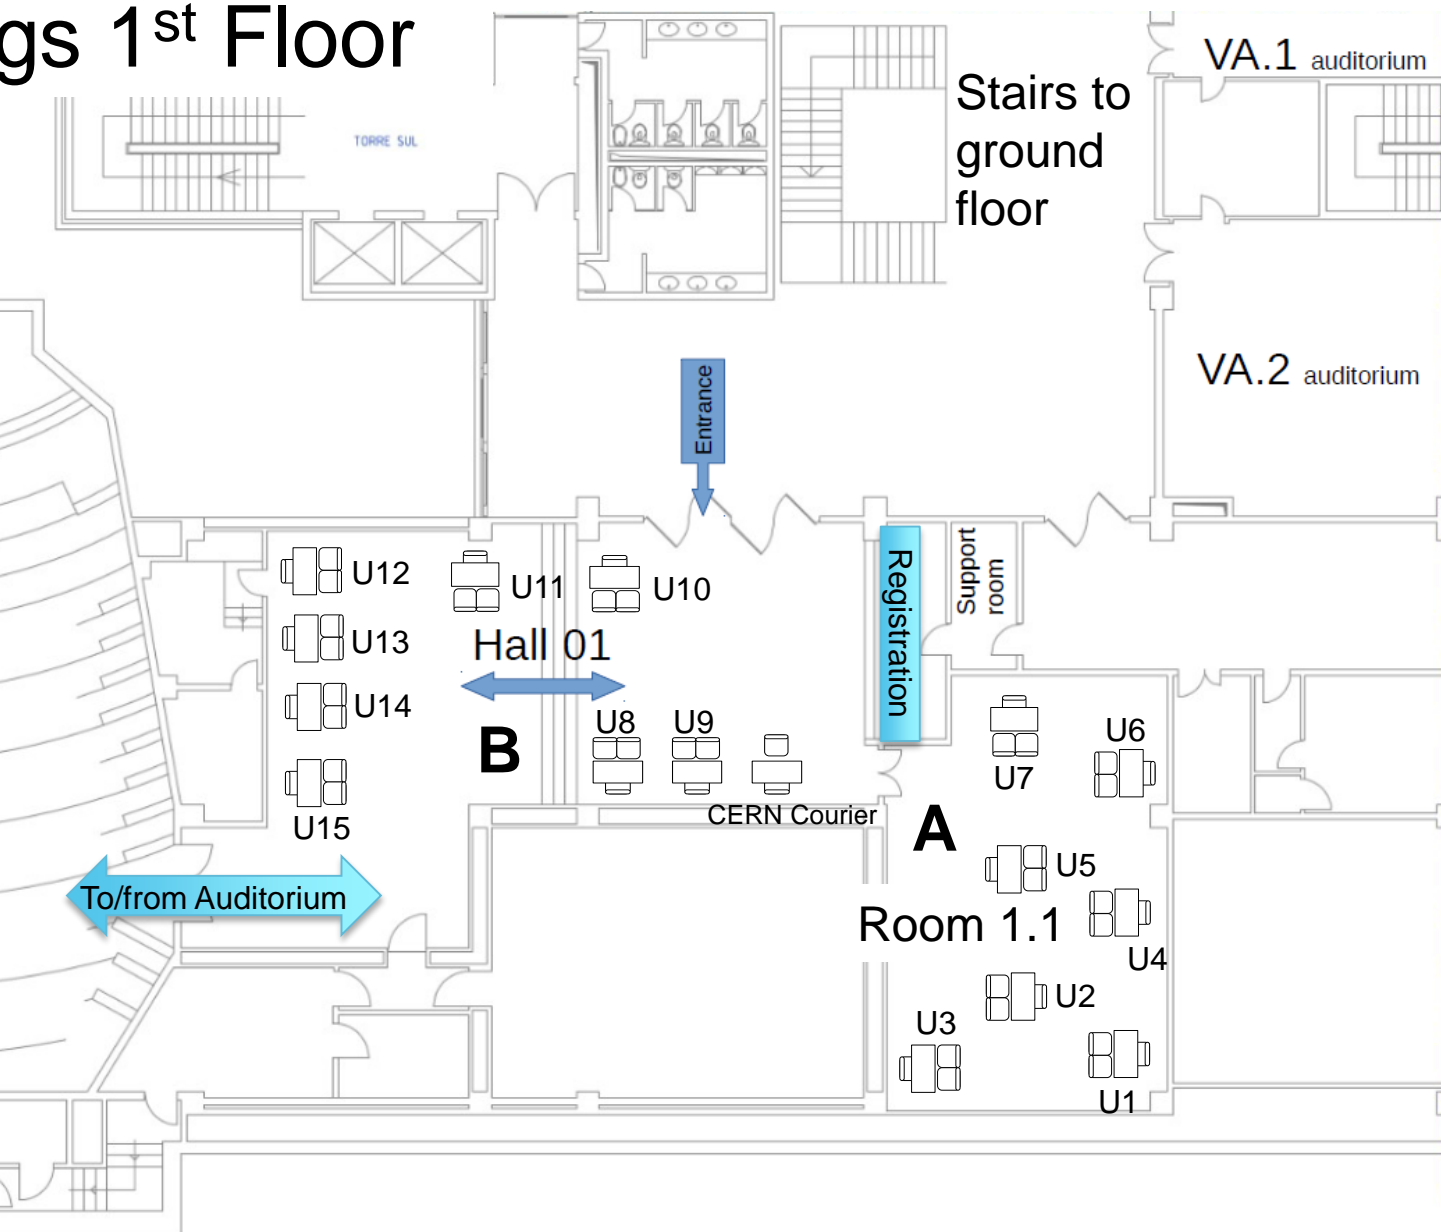 gs 1st Floor
VA.1 auditorium
TORRE SUL
Stairs to
ground
floor
VA.2 auditorium
Entrance
Registration
Support
room
U12
U11
U10
U13
Hall 01
U14
U8
U9
B
U7
U6
CERN Courier
U15
A
U5
To/from Auditorium
Room 1.1
U4
U2
U3
U1